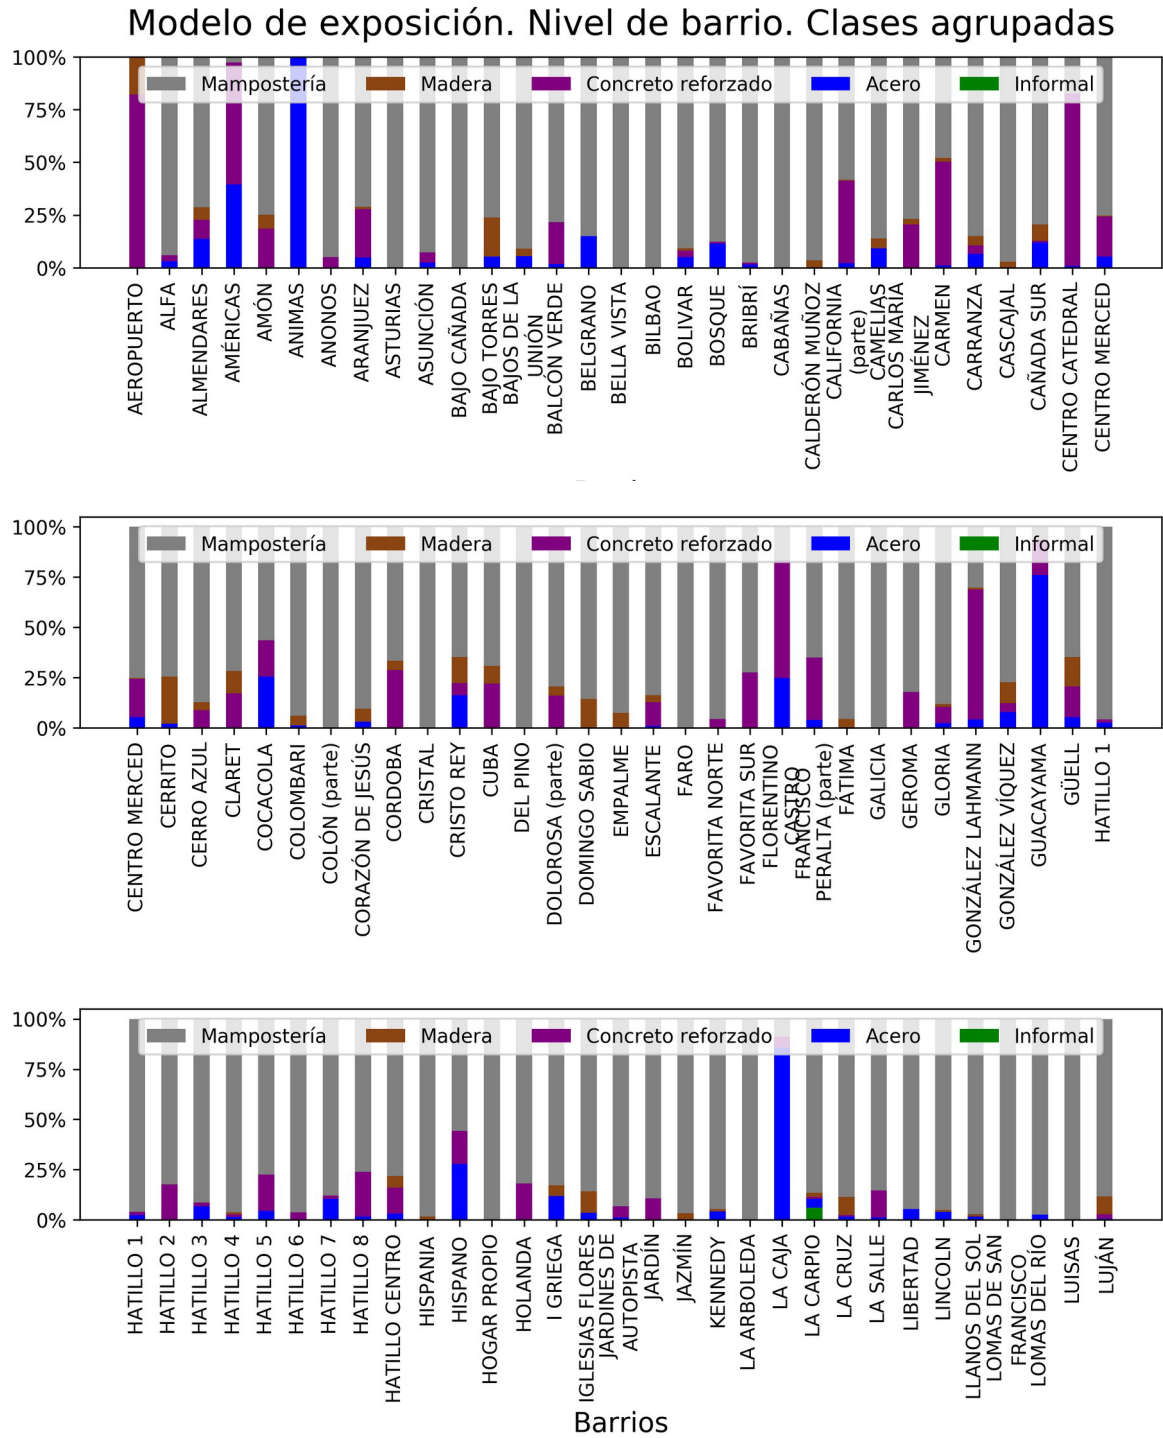 Modelo de exposición. Nivel de barrio. Clases agrupadas
100%
75%
50%
25%
0%
Mampostería Madera Concreto reforzado Acero Informal
AEROPUERTO
ALFA
ALMENDARES
AMÉRICAS
AMÓN
ANIMAS
ANONOS
ARANJUEZ
ASTURIAS
ASUNCIÓN
BAJO CAÑADA
BAJO TORRES
BAJOS DE LA
UNIÓN
BALCÓN VERDE
BELGRANO
BELLA VISTA
BILBAO
BOLIVAR
BOSQUE
BRIBRÍ
CABAÑAS
CALDERÓN MUÑOZ
CALIFORNIA
(parte)
CAMELIAS
CARLOS MARÍA
JIMÉNEZ
CARMEN
CARRANZA
CASCAJAL
CAÑADA SUR
CENTRO CATEDRAL
CENTRO MERCED
100%
75%
50%
25%
0%
Mampostería Madera Concreto reforzado Acero Informal
CENTRO MERCED
CERRITO
CERRO AZUL
CLARET
COCACOLA
COLOMBARI
COLÓN (parte)
CORAZÓN DE JESÚS
CORDOBA
CRISTAL
CRISTO REY
CUBA
DEL PINO
DOLOROSA (parte)
DOMINGO SABIO
EMPALME
ESCALANTE
FARO
FAVORITA NORTE
FAVORITA SUR
FLORENTINO
CASTRO
FRANCISCO
PERALTA (parte)
FÁTIMA
GALICIA
GEROMA
GLORIA
GONZÁLEZ LAHMANN
GONZÁLEZ VÍQUEZ
GUACAYAMA
GÜELL
HATILLO 1
100%
75%
50%
25%
0%
Mampostería Madera Concreto reforzado Acero Informal
HATILLO 1
HATILLO 2
HATILLO 3
HATILLO 4
HATILLO 5
HATILLO 6
HATILLO 7
HATILLO 8
HATILLO CENTRO
HISPANIA
HISPANO
HOGAR PROPIO
HOLANDA
I GRIEGA
IGLESIAS FLORES
JARDINES DE
AUTOPISTA
JARDÍN
JAZMÍN
KENNEDY
LA ARBOLEDA
LA CAJA
LA CARPIO
LA CRUZ
LA SALLE
LIBERTAD
LINCOLN
LLANOS DEL SOL
LOMAS DE SAN
FRANCISCO
LOMAS DEL RÍO
LUISAS
LUJÁN
Barrios